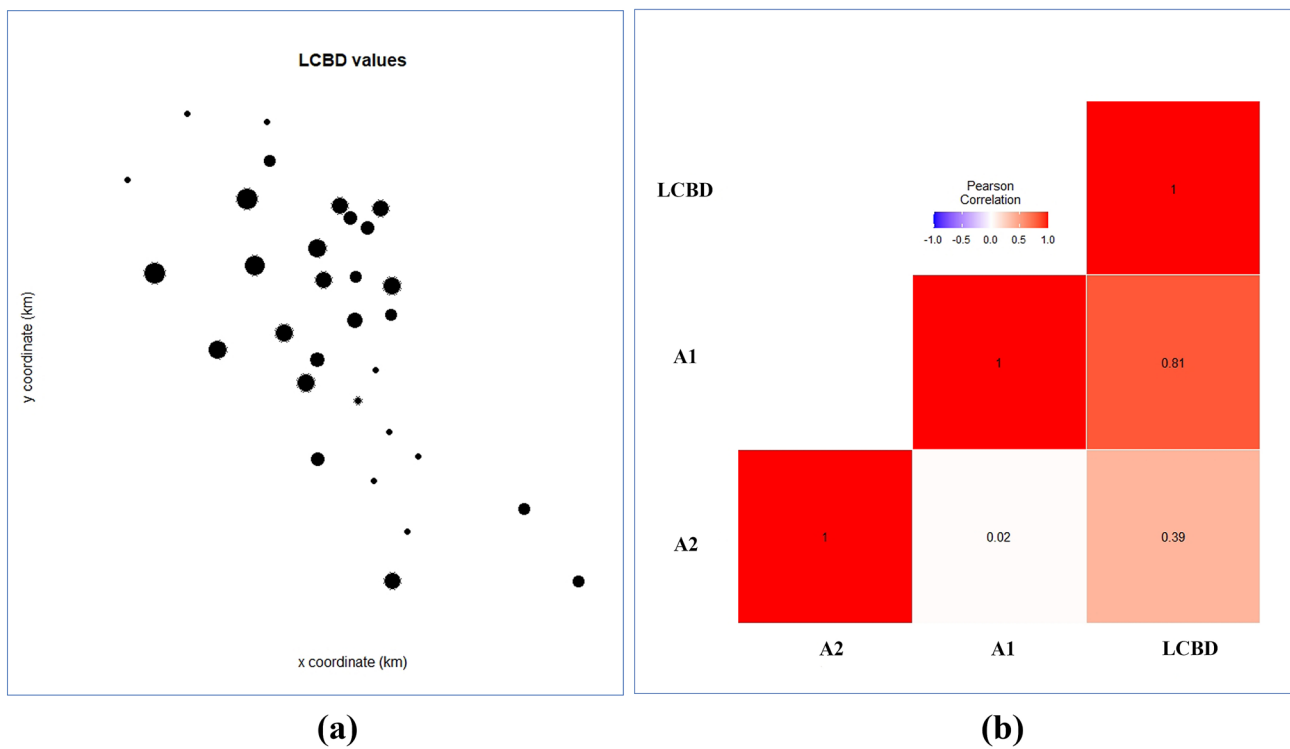 LCBD values
y coordinate (km)
x coordinate (km)
(a)
LCBD
A1
A2
Pearson
Correlation
-1.0 -0.5 0.0 0.5 1.0
1
1 0.81
1 0.02 0.39
A2 A1 LCBD
(b)